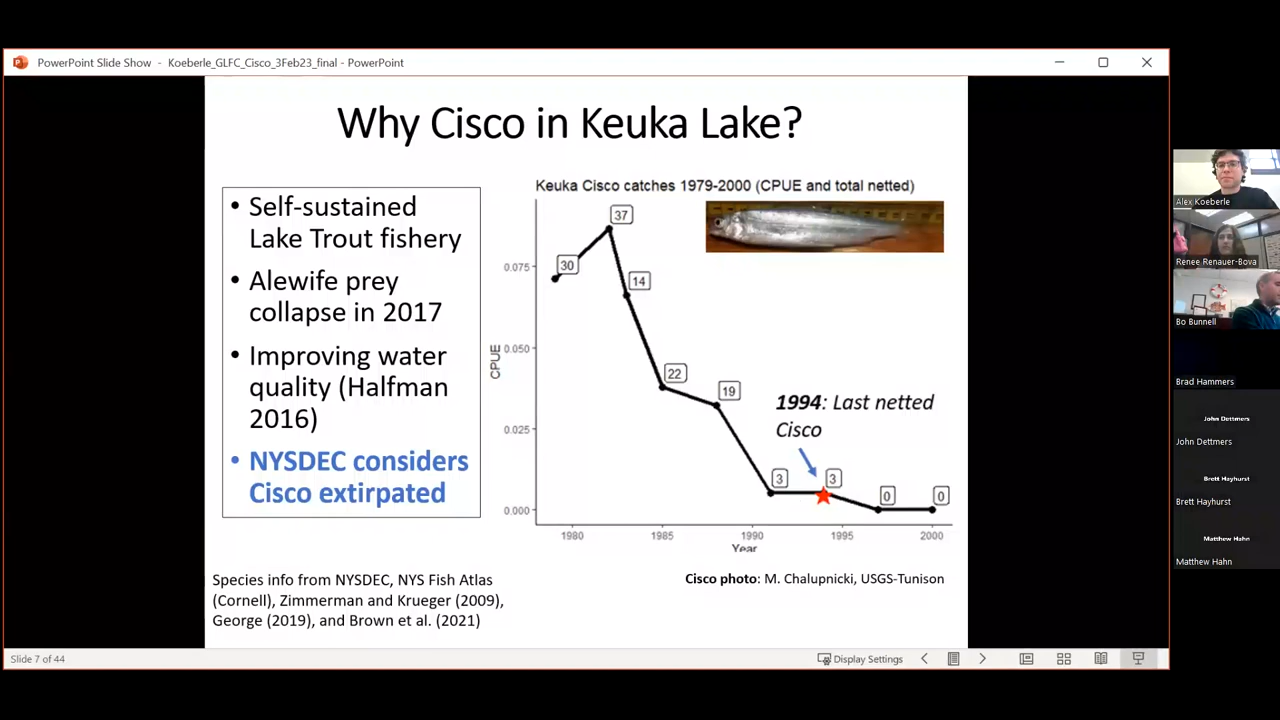 PowerPoint Slide Show - Koeberle_GLFC_Cisco_3Feb23_final - PowerPoint
Why Cisco in Keuka Lake?
• Self-sustained
Lake Trout fishery
• Alewife prey
collapse in 2017
• Improving water
quality (Halfman
2016)
• NYSDEC considers
Cisco extirpated
Keuka Cisco catches 1979-2000 (CPUE and total netted)
37
30
14
22
19
3
3
0
0
1994: Last netted
Cisco
0.075
0.050
0.025
0.000
CPUE
1980
1985
1990
1995
2000
Year
Species info from NYSDEC, NYS Fish Atlas
(Cornell), Zimmerman and Krueger (2009),
George (2019), and Brown et al. (2021)
Cisco photo: M. Chalupnicki, USGS-Tunison
Slide 7 of 44
Display Settings
Alex Koeberle
Renee Renauer-Bova
Bo Bunnell
Brad Hammers
John Dettmers
John Dettmers
Brett Hayhurst
Brett Hayhurst
Matthew Hahn
Matthew Hahn